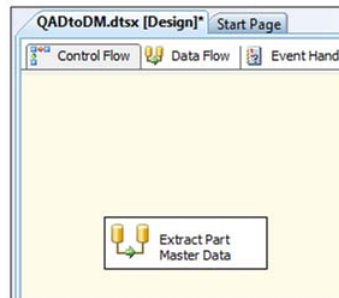 QADtoDM.dtsx [Design]* Start Page
Control Flow Data Flow Event Hand
Extract Part
Master Data